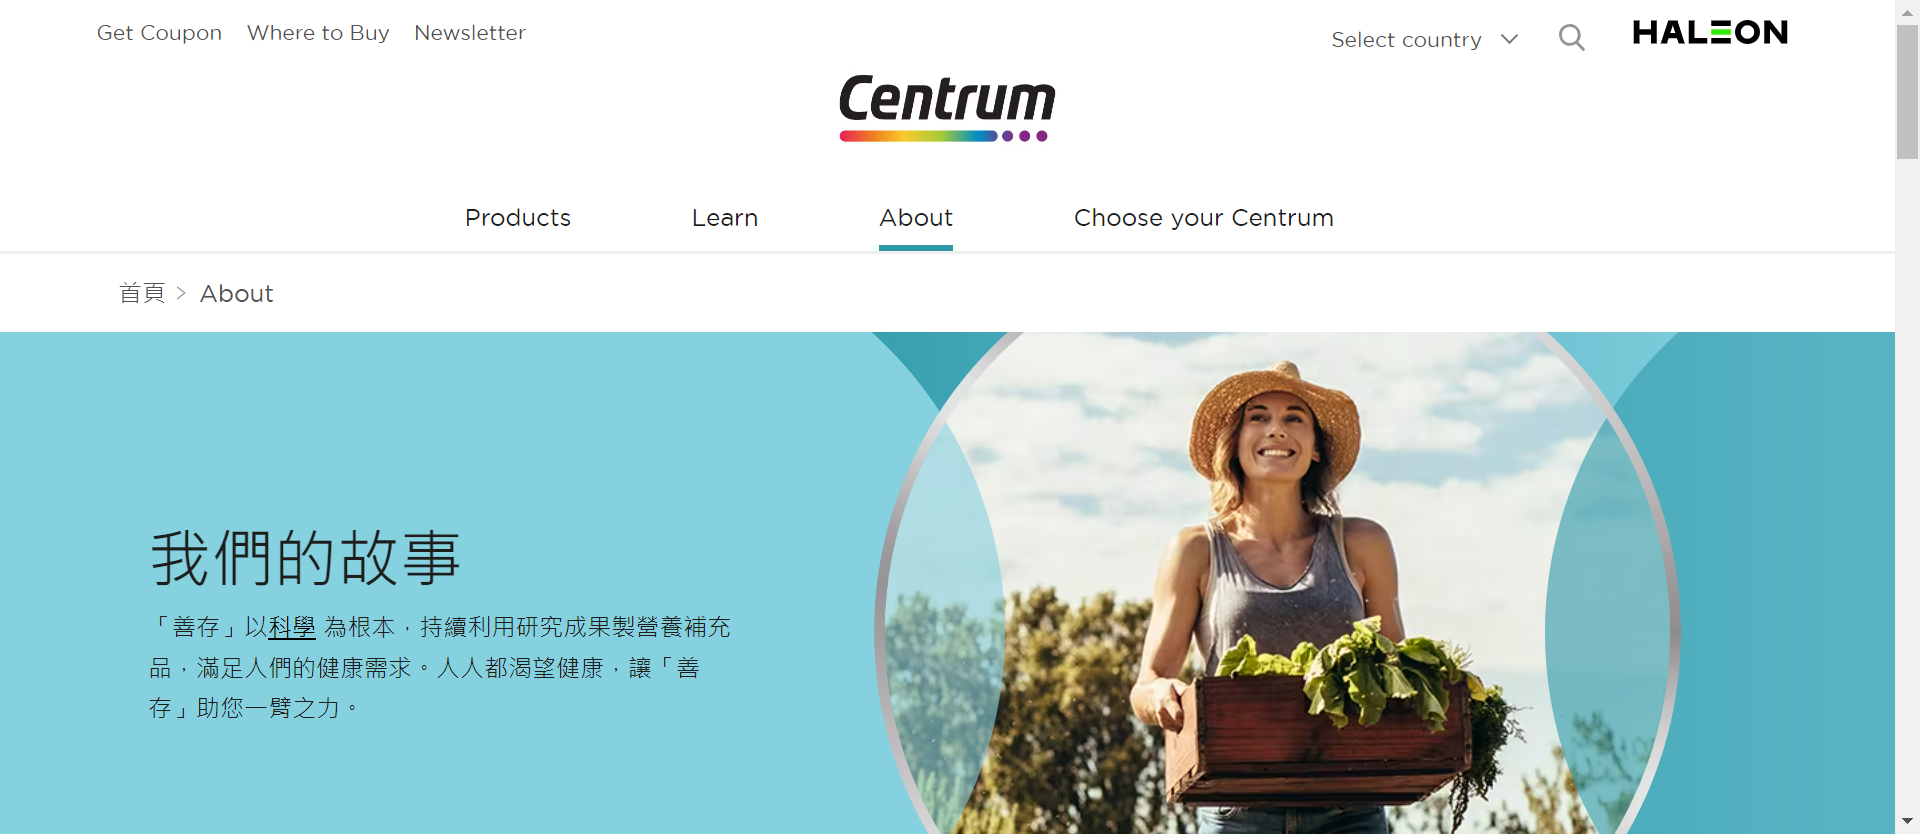 Get Coupon Where to Buy Newsletter
Select country
HALEON
Centrum
Products Learn About Choose your Centrum
首頁 > About
我們的故事
「善存」以科學 為根本，持續利用研究成果製營養補充
品，滿足人們的健康需求。人人都渴望健康，讓「善
存」助您一臂之力。